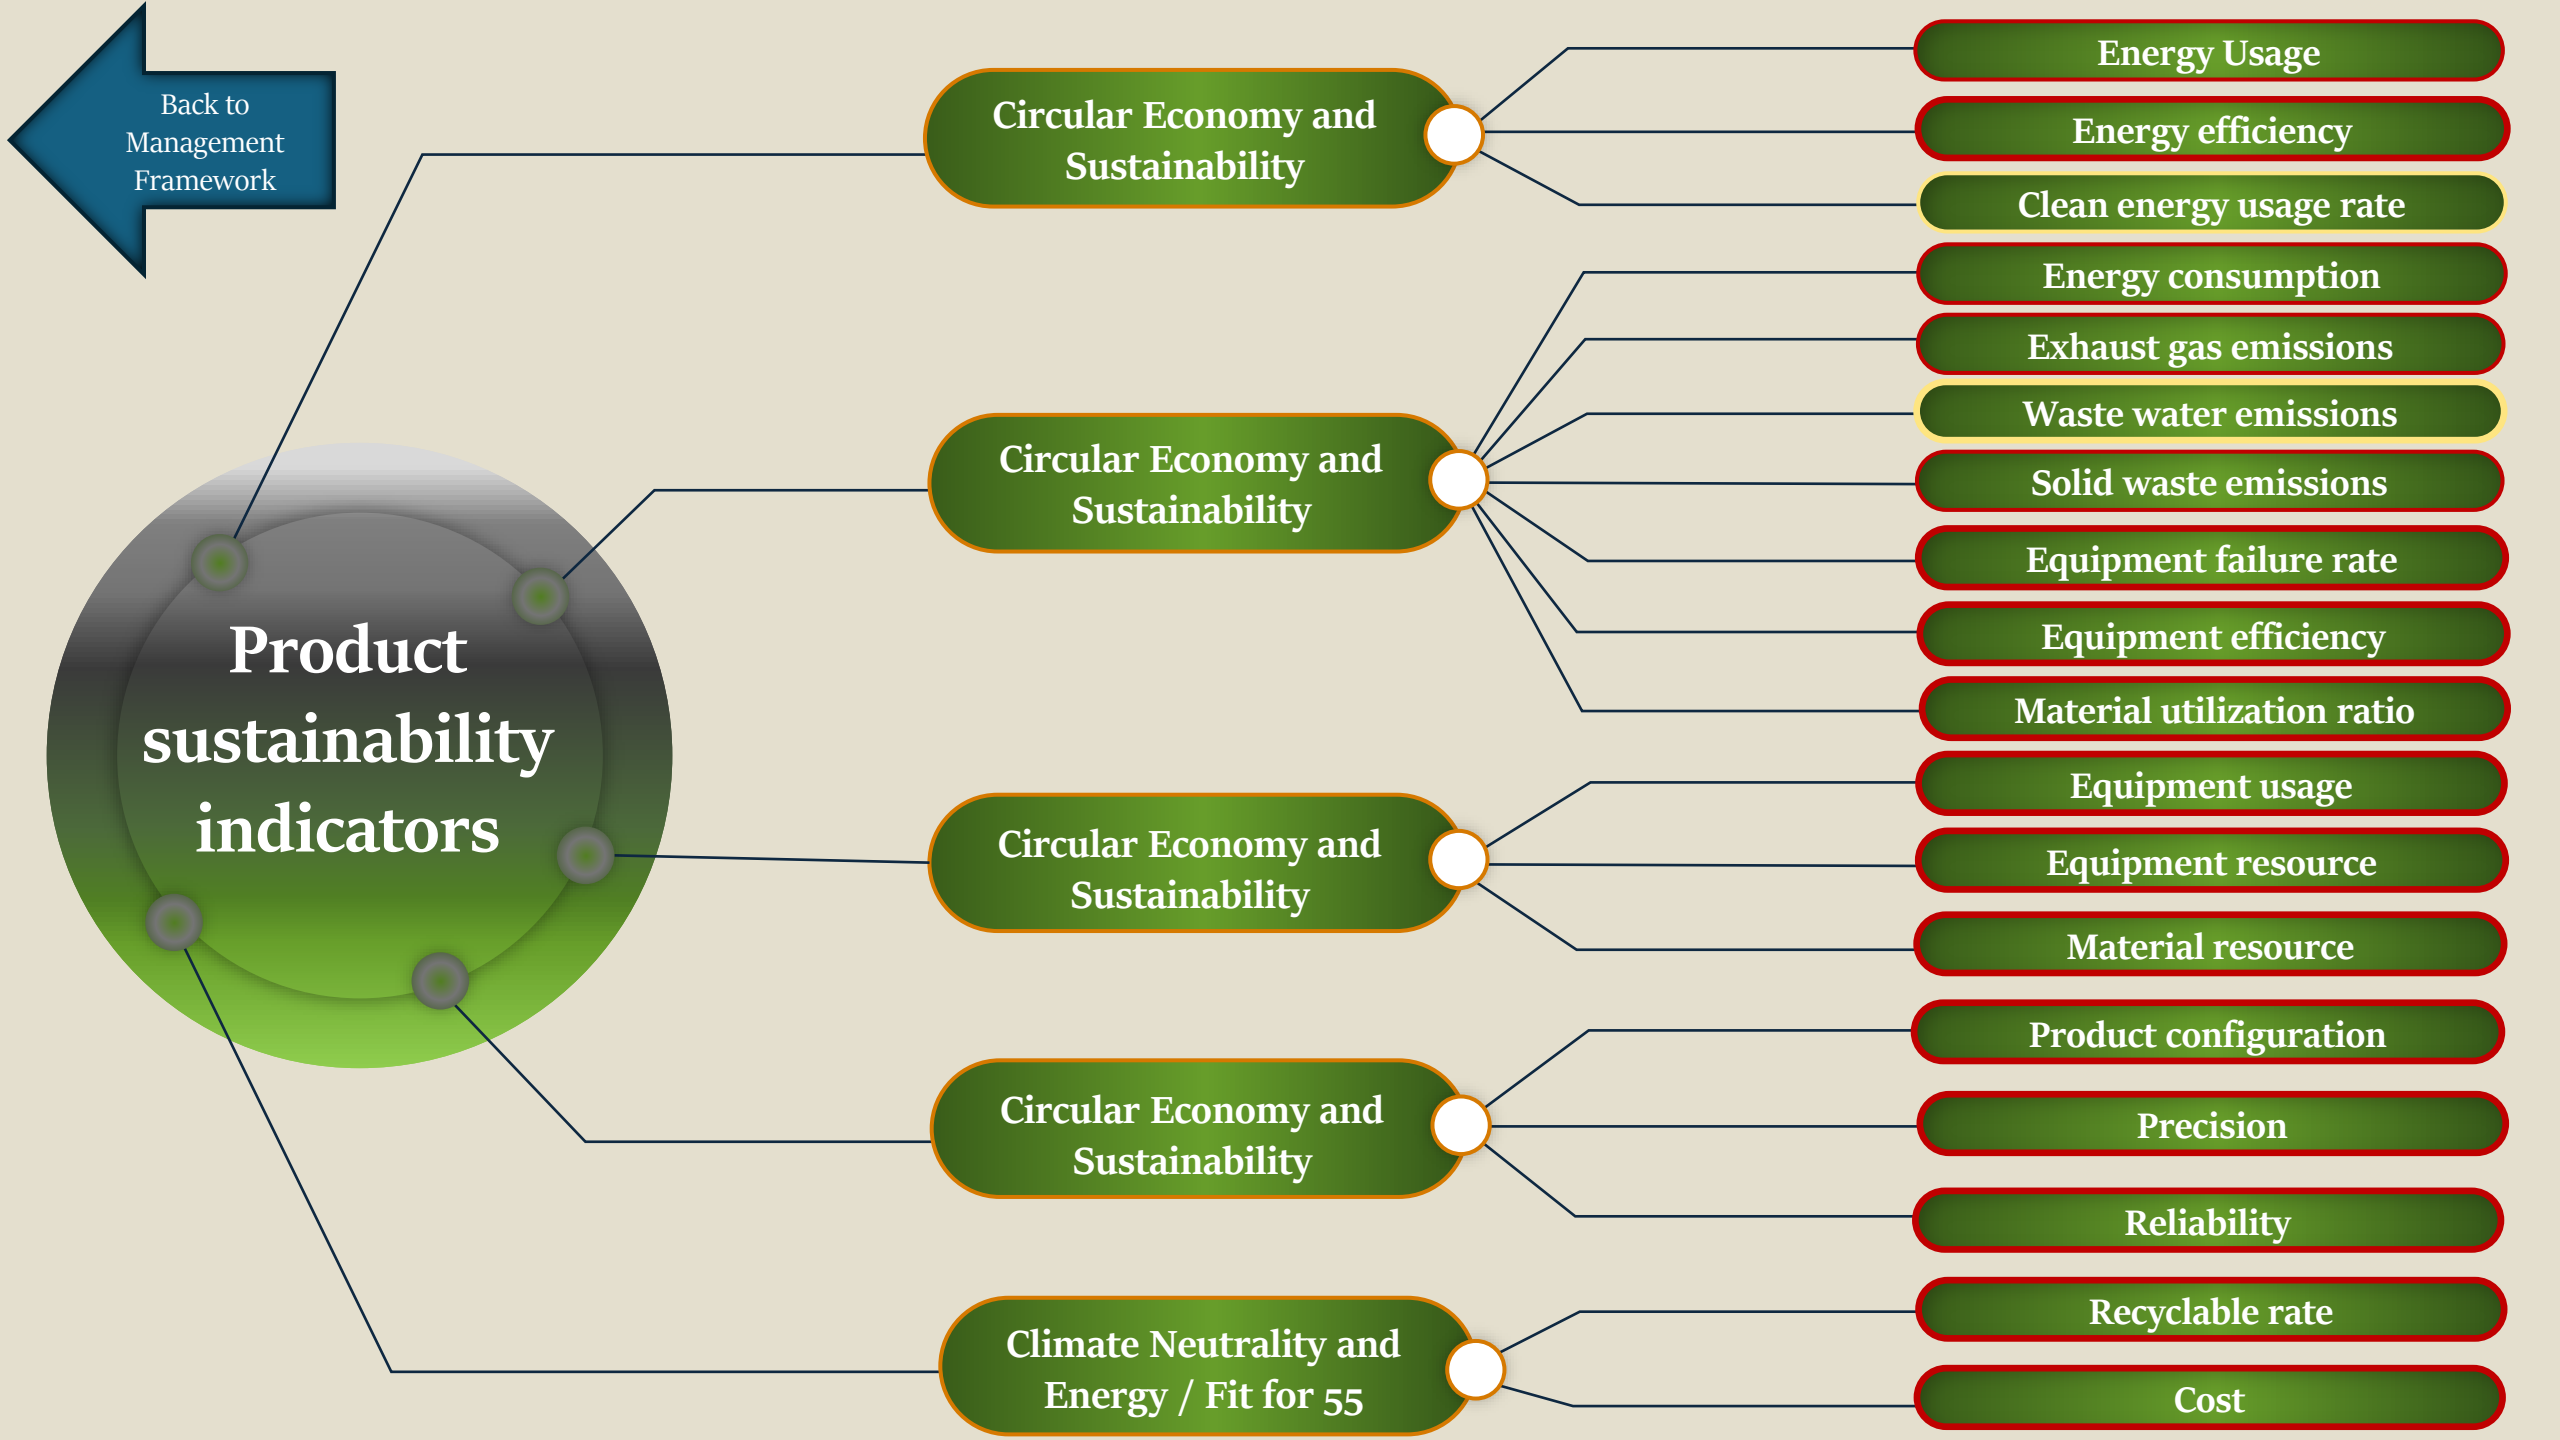 Back to
Management
Framework
Product
sustainability
indicators
Circular Economy and
Sustainability
Energy Usage
Energy efficiency
Clean energy usage rate
Circular Economy and
Sustainability
Energy consumption
Exhaust gas emissions
Waste water emissions
Solid waste emissions
Equipment failure rate
Equipment efficiency
Material utilization ratio
Circular Economy and
Sustainability
Equipment usage
Equipment resource
Material resource
Circular Economy and
Sustainability
Product configuration
Precision
Reliability
Climate Neutrality and
Energy / Fit for 55
Recyclable rate
Cost